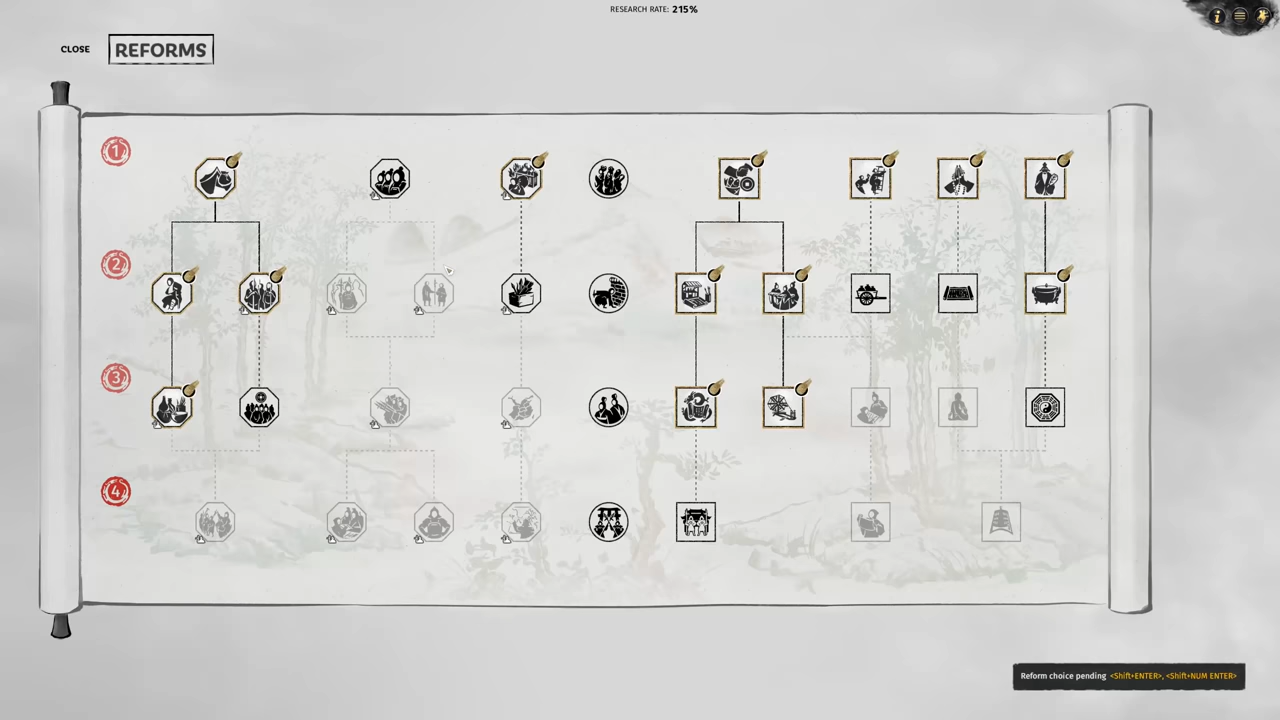 RESEARCH RATE: 215%
CLOSE
REFORMS
1
2
3
4
Reform choice pending <Shift+ENTER>, <Shift+NUM ENTER>